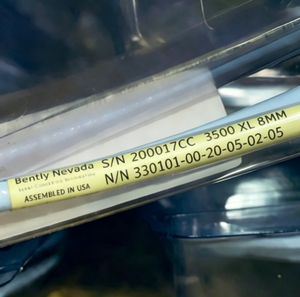 Bently Nevada S/N 200017CC 3500 XL 8MM
N/N 330101-00-20-05-02-05
ASSEMBLED IN USA